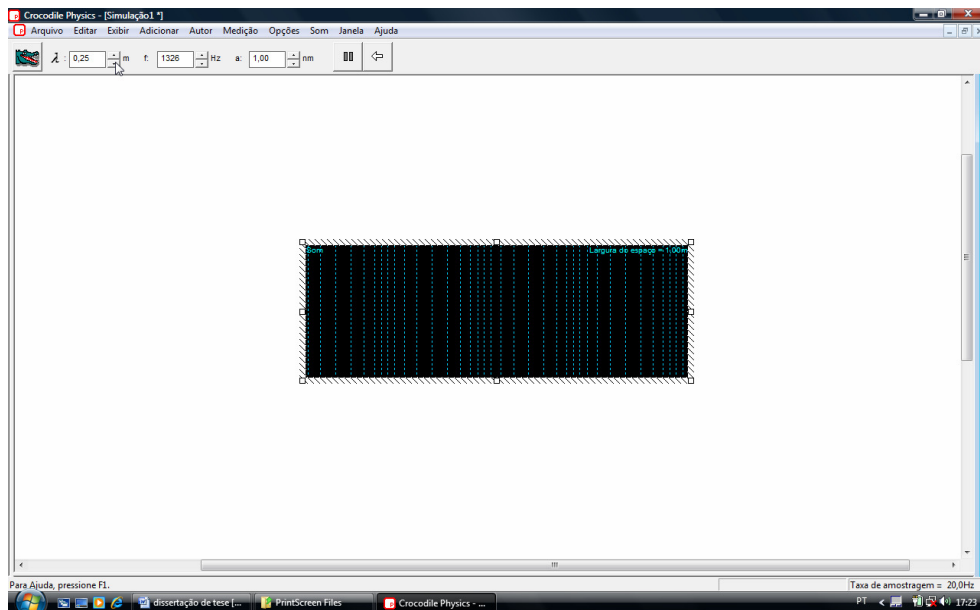 Crocodile Physics - [Simulação1 *]
Arquivo Editar Exibir Adicionar Autor Medição Opções Som Janela Ajuda
λ : 0,25 m f: 1326 Hz a: 1,00 nm
Som Largura do espaço = 1,00m
Para Ajuda, pressione F1. Taxa de amostragem = 20,0Hz
dissertação de tese [... PrintScreen Files Crocodile Physics - ... PT 17:23